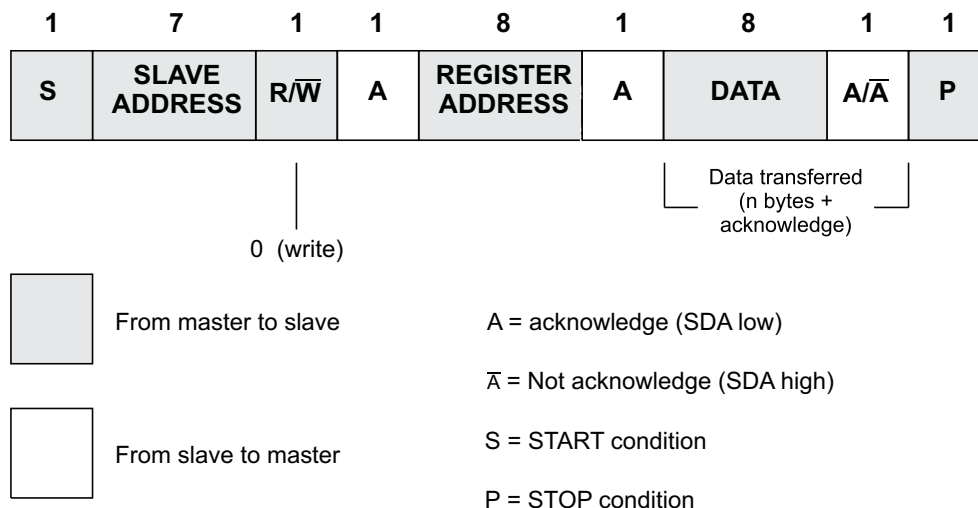 1 7 1 1 8 1 8 1 1
S SLAVE ADDRESS R/W̅ A REGISTER ADDRESS A DATA A/A̅ P
Data transferred
(n bytes +
acknowledge)
0 (write)
From master to slave
A = acknowledge (SDA low)
A̅ = Not acknowledge (SDA high)
From slave to master
S = START condition
P = STOP condition